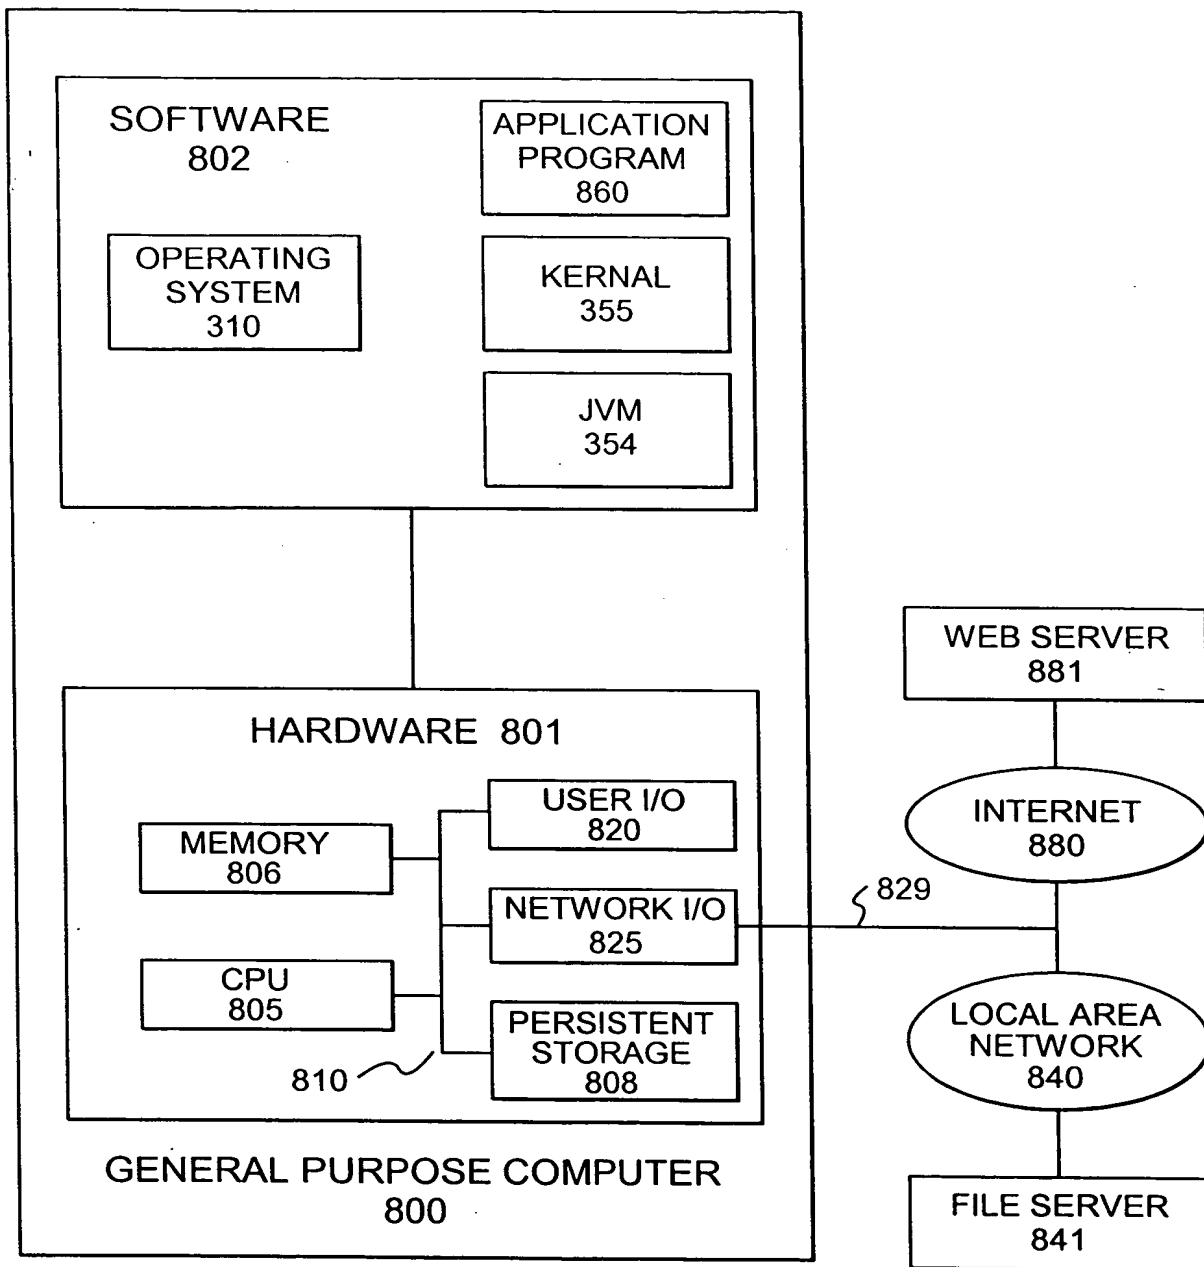 SOFTWARE
802
APPLICATION
PROGRAM
860
OPERATING
SYSTEM
310
KERNAL
355
JVM
354
HARDWARE 801
USER I/O
820
MEMORY
806
NETWORK I/O
825
CPU
805
PERSISTENT
STORAGE
808
810
GENERAL PURPOSE COMPUTER
800
829
WEB SERVER
881
INTERNET
880
LOCAL AREA
NETWORK
840
FILE SERVER
841